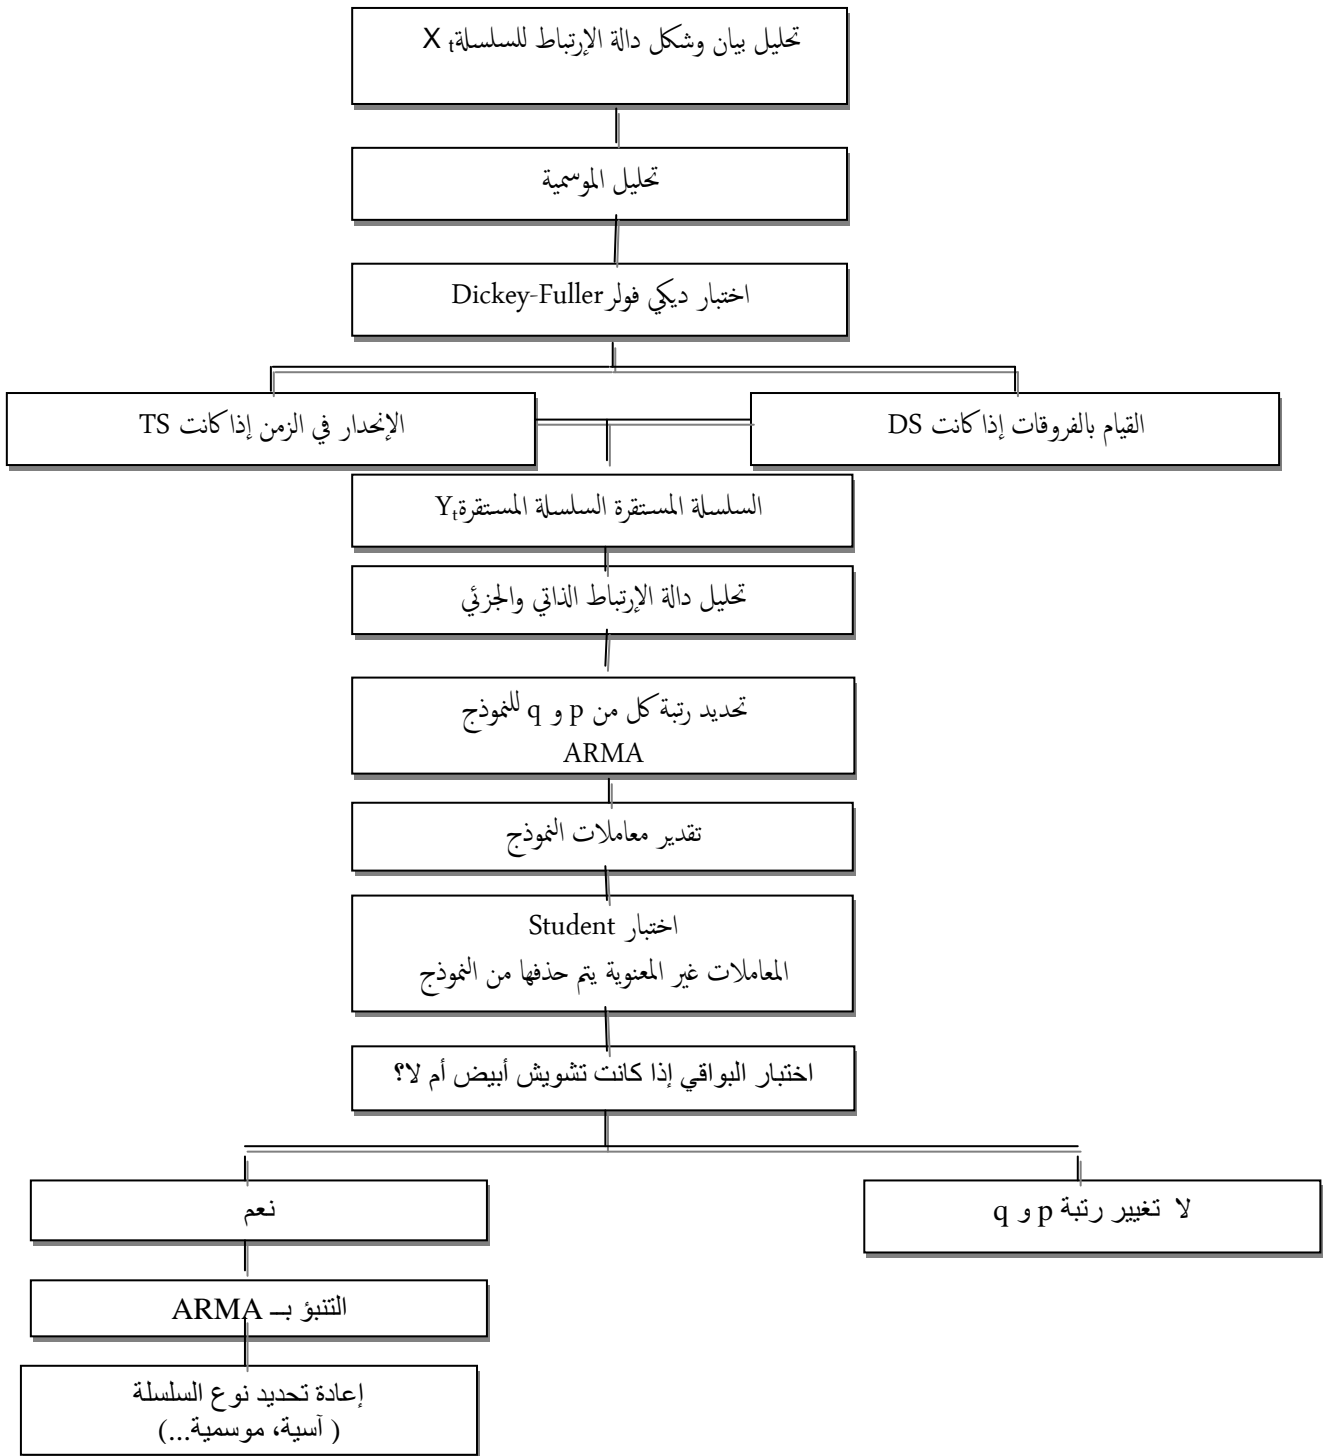 تحليل بيان وشكل دالة الإرتباط للسلسلة X t
تحليل الموسمية
اختبار ديكي فولر Dickey-Fuller
القيام بالفروقات إذا كانت DS
الإنحدار في الزمن إذا كانت TS
السلسلة المستقرة السلسلة المستقرة Yt
تحليل دالة الإرتباط الذاتي والجزئي
تحديد رتبة كل من p و q للنموذج
ARMA
تقدير معاملات النموذج
اختبار Student
المعاملات غير المعنوية يتم حذفها من النموذج
اختبار البواقي إذا كانت تشويش أبيض أم لا؟
لا تغيير رتبة p و q
نعم
التنبؤ بـــ ARMA
إعادة تحديد نوع السلسلة
( آسية، موسمية...)